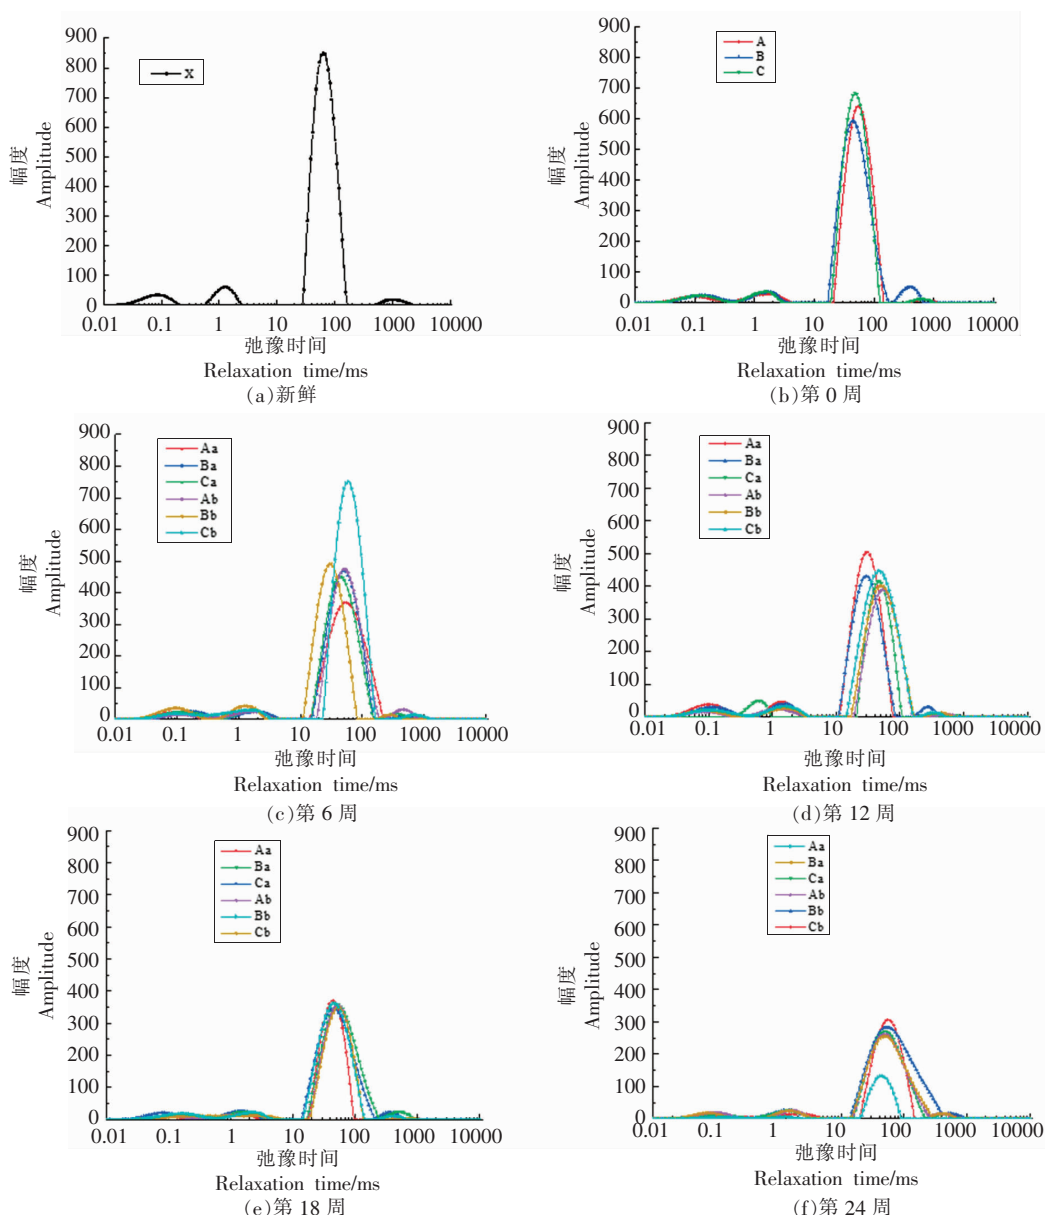 900
800
700
600
500
400
300
200
100
0
幅度
Amplitude
X
0.01 0.1 1 10 100 1000 10000
弛豫时间
Relaxation time/ms
(a)新鲜
900
800
700
600
500
400
300
200
100
0
幅度
Amplitude
A
B
C
0.01 0.1 1 10 100 1000 10000
弛豫时间
Relaxation time/ms
(b)第 0 周
900
800
700
600
500
400
300
200
100
0
幅度
Amplitude
Aa
Ba
Ca
Ab
Bb
Cb
0.01 0.1 1 10 100 1000 10000
弛豫时间
Relaxation time/ms
(c)第 6 周
900
800
700
600
500
400
300
200
100
0
幅度
Amplitude
Aa
Ba
Ca
Ab
Bb
Cb
0.01 0.1 1 10 100 1000 10000
弛豫时间
Relaxation time/ms
(d)第 12 周
900
800
700
600
500
400
300
200
100
0
幅度
Amplitude
Aa
Ba
Ca
Ab
Bb
Cb
0.01 0.1 1 10 100 1000 10000
弛豫时间
Relaxation time/ms
(e)第 18 周
900
800
700
600
500
400
300
200
100
0
幅度
Amplitude
Aa
Ba
Ca
Ab
Bb
Cb
0.01 0.1 1 10 100 1000 10000
弛豫时间
Relaxation time/ms
(f)第 24 周